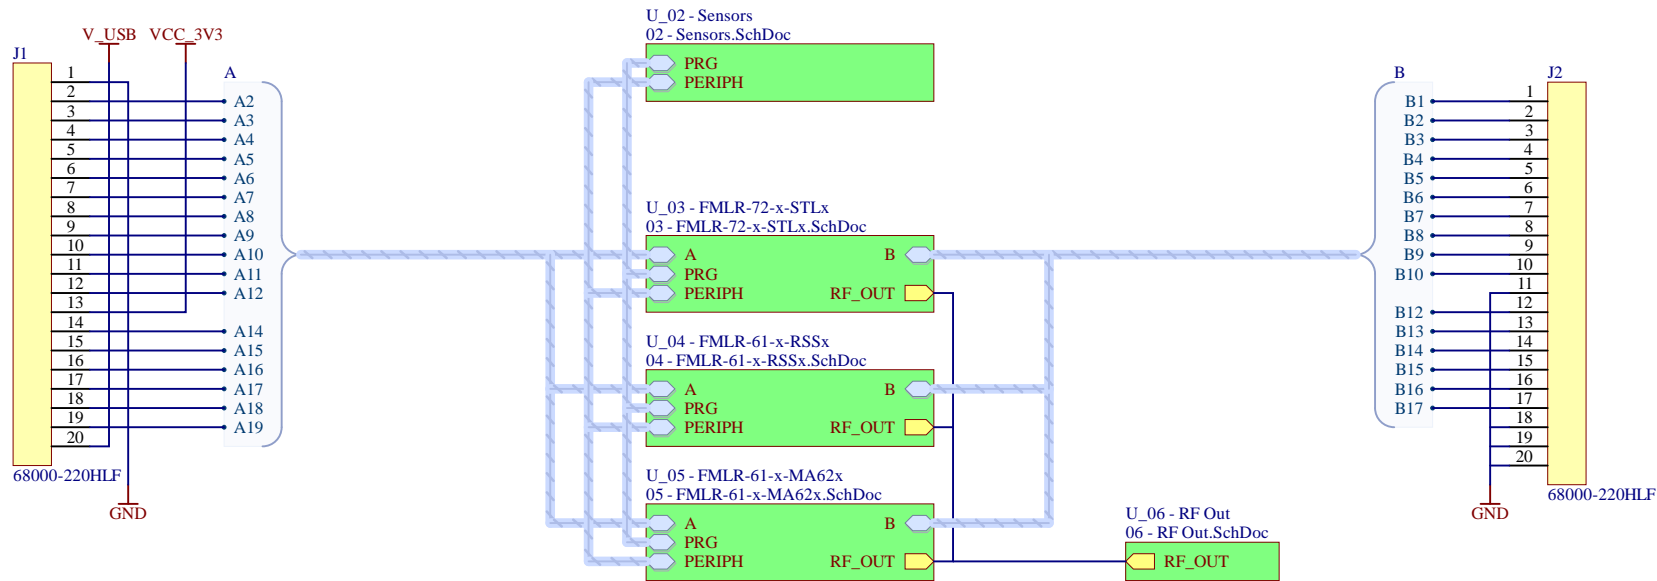 U_02 - Sensors
02 - Sensors.SchDoc
PRG
PERIPH
V_USB VCC_3V3
J1
1
2
3
4
5
6
7
8
9
10
11
12
13
14
15
16
17
18
19
20
68000-220HLF
GND
A
A2
A3
A4
A5
A6
A7
A8
A9
A10
A11
A12
A14
A15
A16
A17
A18
A19
U_03 - FMLR-72-x-STLx
03 - FMLR-72-x-STLx.SchDoc
A B
PRG
PERIPH RF_OUT
U_04 - FMLR-61-x-RSSx
04 - FMLR-61-x-RSSx.SchDoc
A B
PRG
PERIPH RF_OUT
U_05 - FMLR-61-x-MA62x
05 - FMLR-61-x-MA62x.SchDoc
A B
PRG
PERIPH RF_OUT
U_06 - RF Out
06 - RF Out.SchDoc
RF_OUT
B
B1
B2
B3
B4
B5
B6
B7
B8
B9
B10
B12
B13
B14
B15
B16
B17
J2
1
2
3
4
5
6
7
8
9
10
11
12
13
14
15
16
17
18
19
20
68000-220HLF
GND